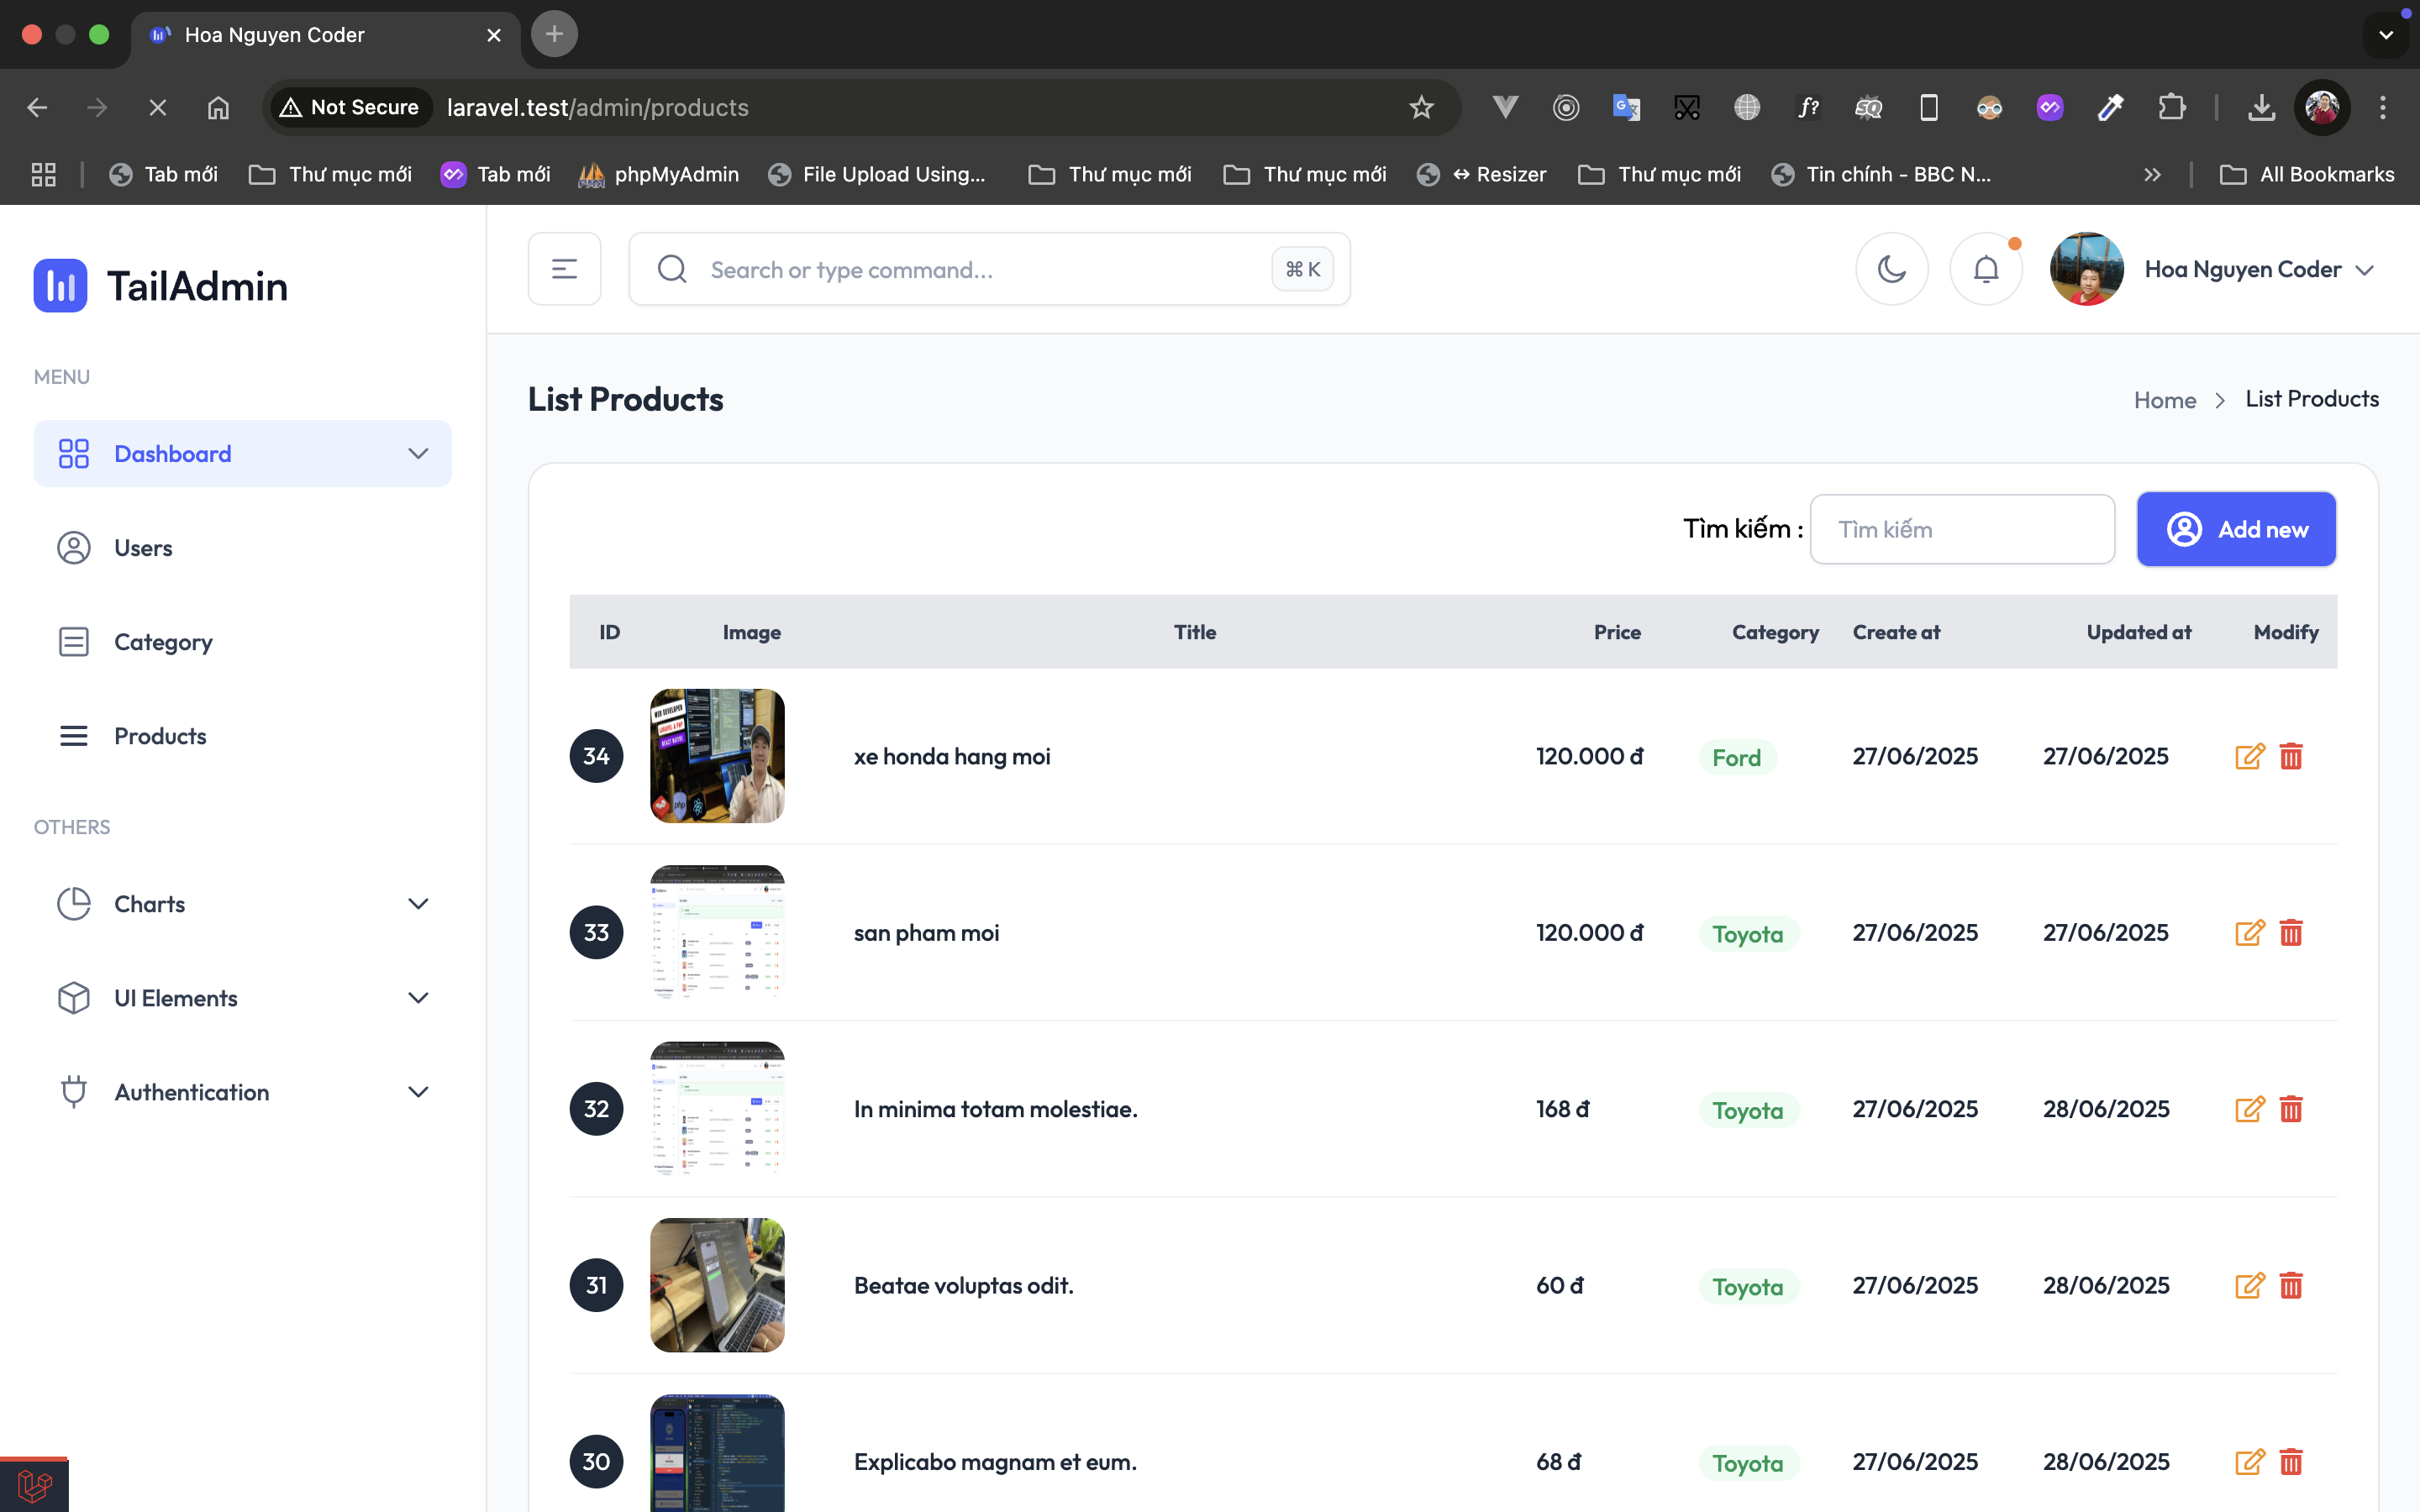 Hoa Nguyen Coder
Not Secure laravel.test/admin/products
Tab mới Thư mục mới Tab mới phpMyAdmin File Upload Using... Thư mục mới Thư mục mới ↔ Resizer Thư mục mới Tin chính - BBC N... All Bookmarks
TailAdmin
Search or type command...
⌘ K
Hoa Nguyen Coder
MENU
Dashboard
Users
Category
Products
OTHERS
Charts
UI Elements
Authentication
List Products
Home > List Products
Tìm kiếm : Tìm kiếm
Add new
ID Image Title Price Category Create at Updated at Modify
WEB DEVELOPER
LARAVEL & PHP
REACT NATIVE
php
34 xe honda hang moi 120.000 đ Ford 27/06/2025 27/06/2025
33 san pham moi 120.000 đ Toyota 27/06/2025 27/06/2025
32 In minima totam molestiae. 168 đ Toyota 27/06/2025 28/06/2025
31 Beatae voluptas odit. 60 đ Toyota 27/06/2025 28/06/2025
30 Explicabo magnam et eum. 68 đ Toyota 27/06/2025 28/06/2025